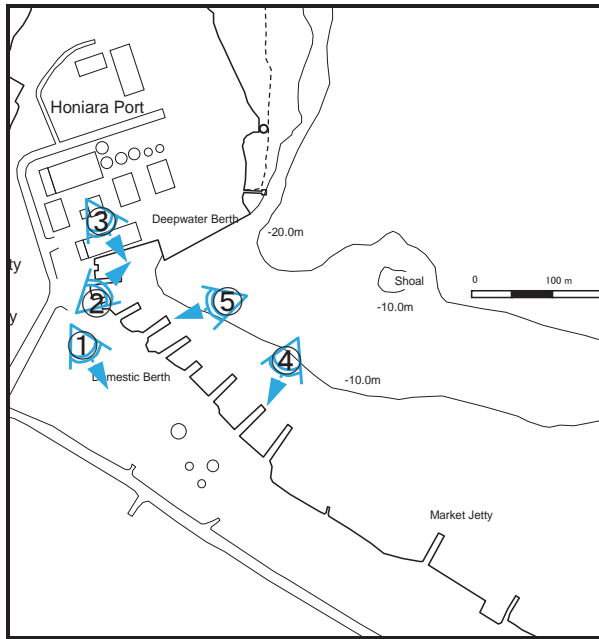 Honiara Port
3
Deepwater Berth
-20.0m
ty
Shoal
0 100 m
2
5
-10.0m
y
1
4
Domestic Berth
-10.0m
Market Jetty